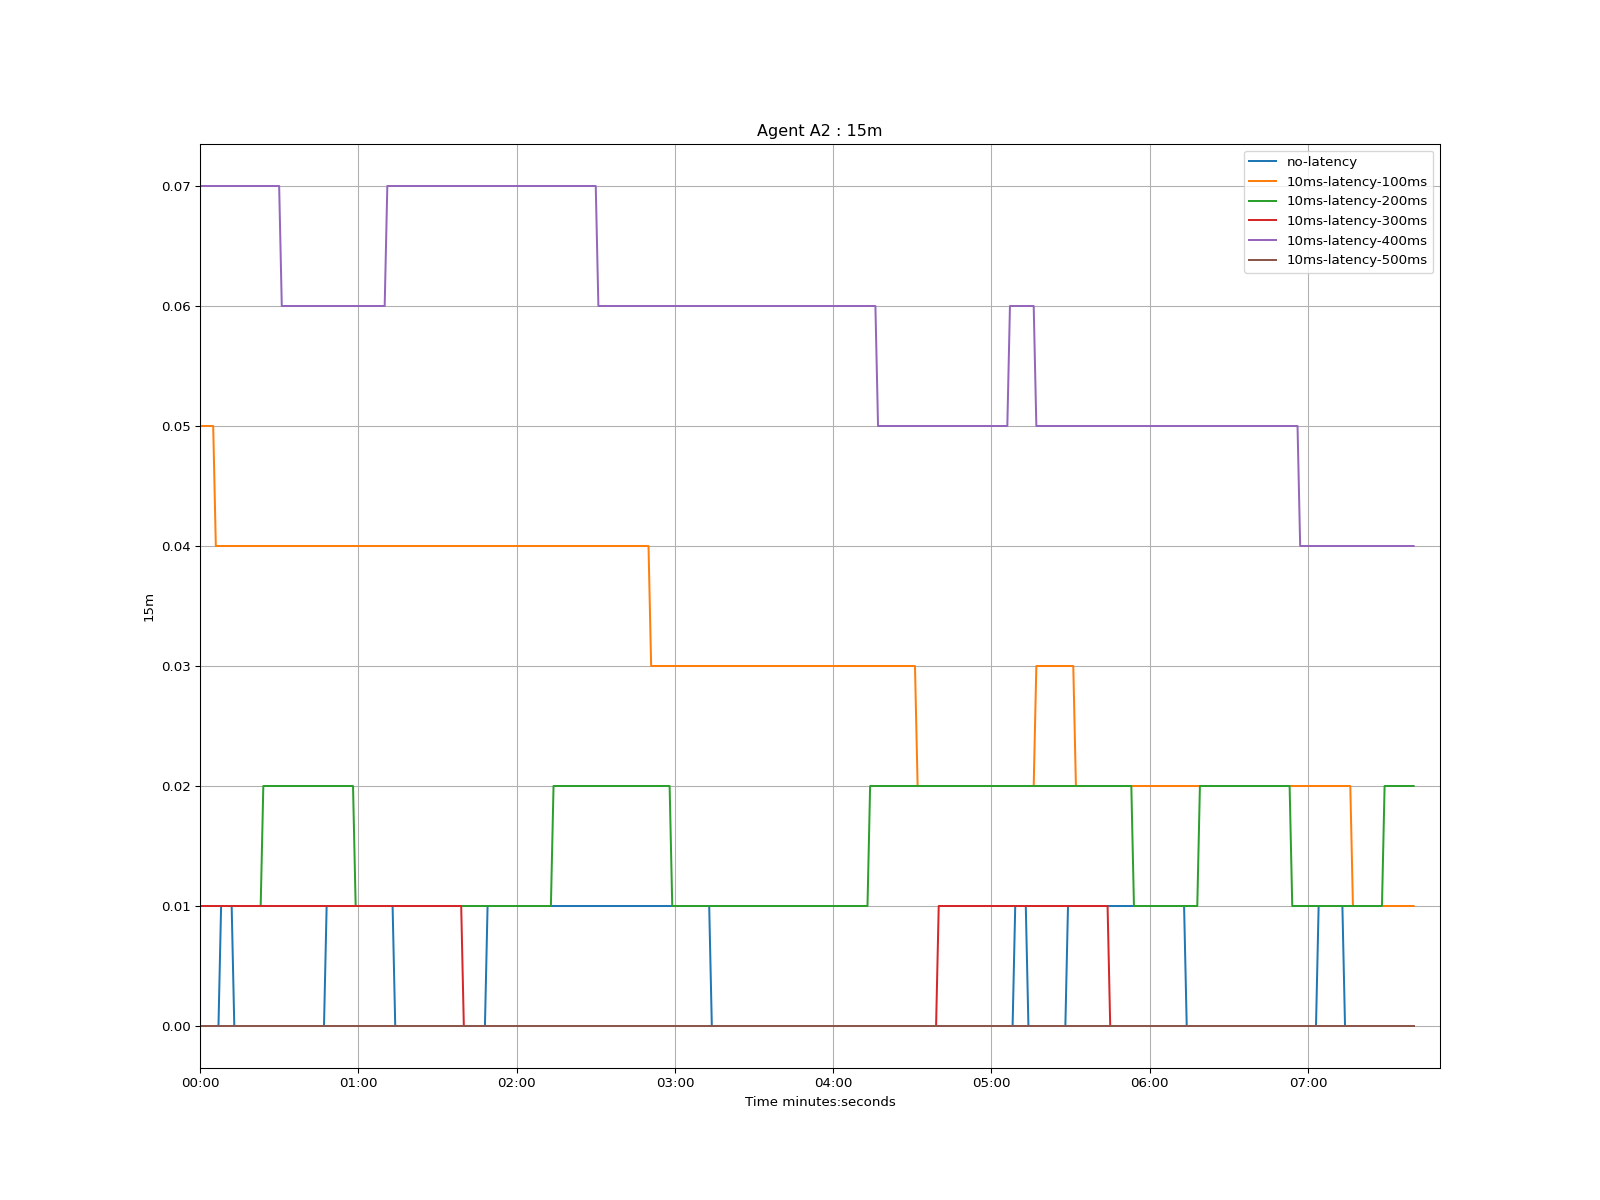 Agent A2 : 15m
no-latency
10ms-latency-100ms
10ms-latency-200ms
10ms-latency-300ms
10ms-latency-400ms
10ms-latency-500ms
0.07
0.06
0.05
0.04
0.03
0.02
0.01
0.00
15m
00:00 01:00 02:00 03:00 04:00 05:00 06:00 07:00
Time minutes:seconds